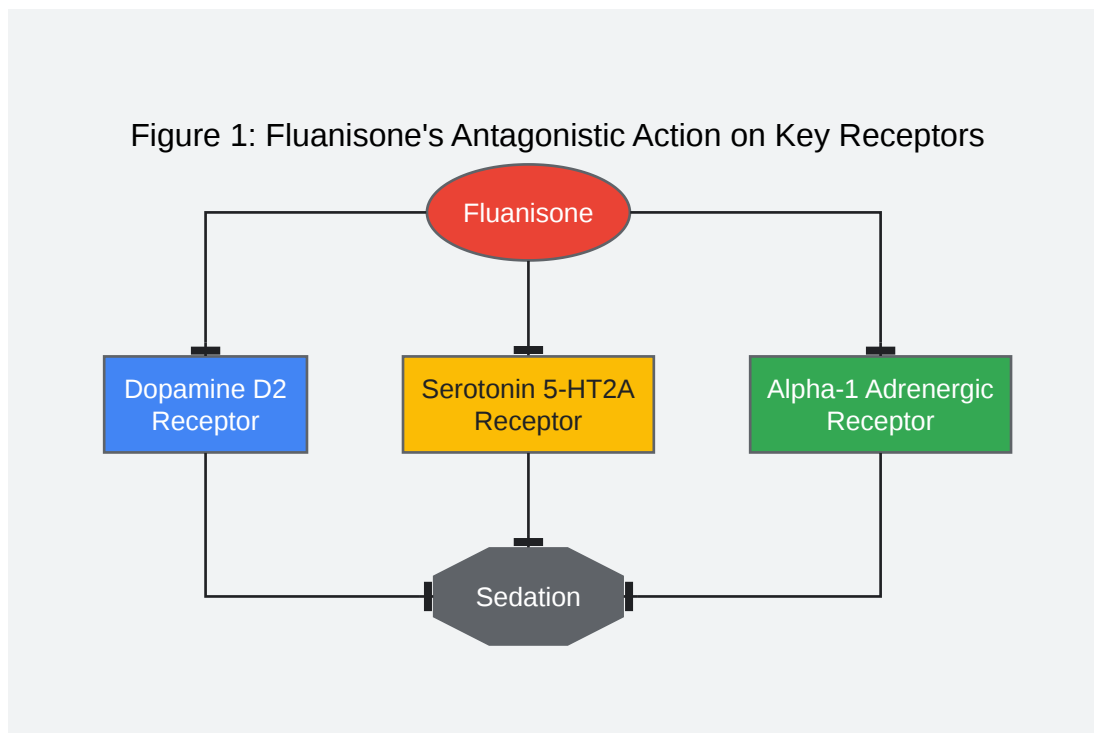 Figure 1: Fluanisone's Antagonistic Action on Key Receptors
Fluanisone
Dopamine D2
Receptor
Serotonin 5-HT2A
Receptor
Alpha-1 Adrenergic
Receptor
Sedation